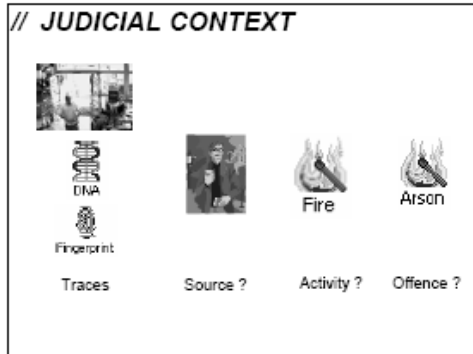 // JUDICIAL CONTEXT
DNA
Fingerprint
Fire
Arson
Traces
Source ?
Activity ?
Offence ?